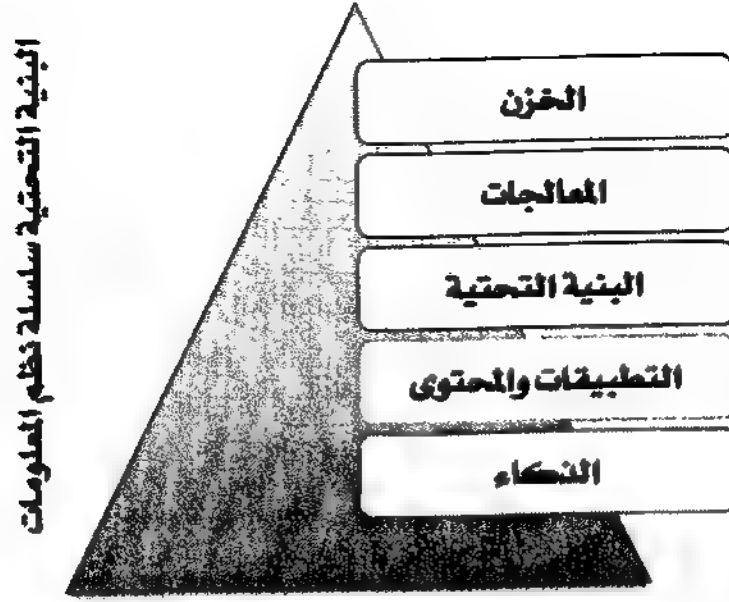 البنية التحتية سلسلة نظم المعلومات
الخزن
المعالجات
البنية التحتية
التطبيقات والمحتوى
الذكاء